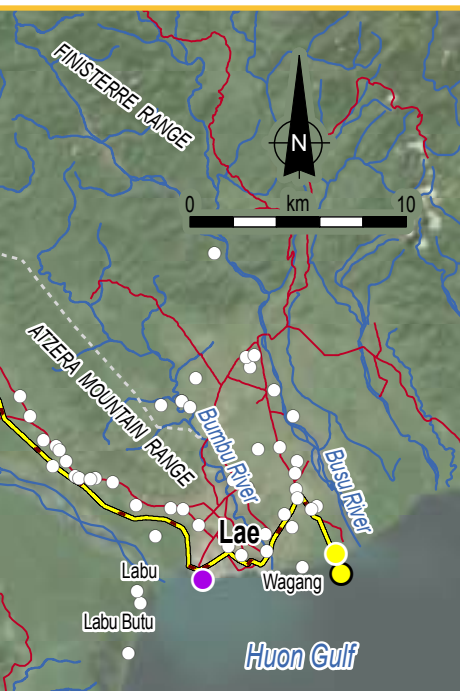 FINISTERRE RANGE
N
0 km 10
ATZERA MOUNTAIN RANGE
Bumbu River
Busu River
Lae
Labu
Wagang
Labu Butu
Huon Gulf